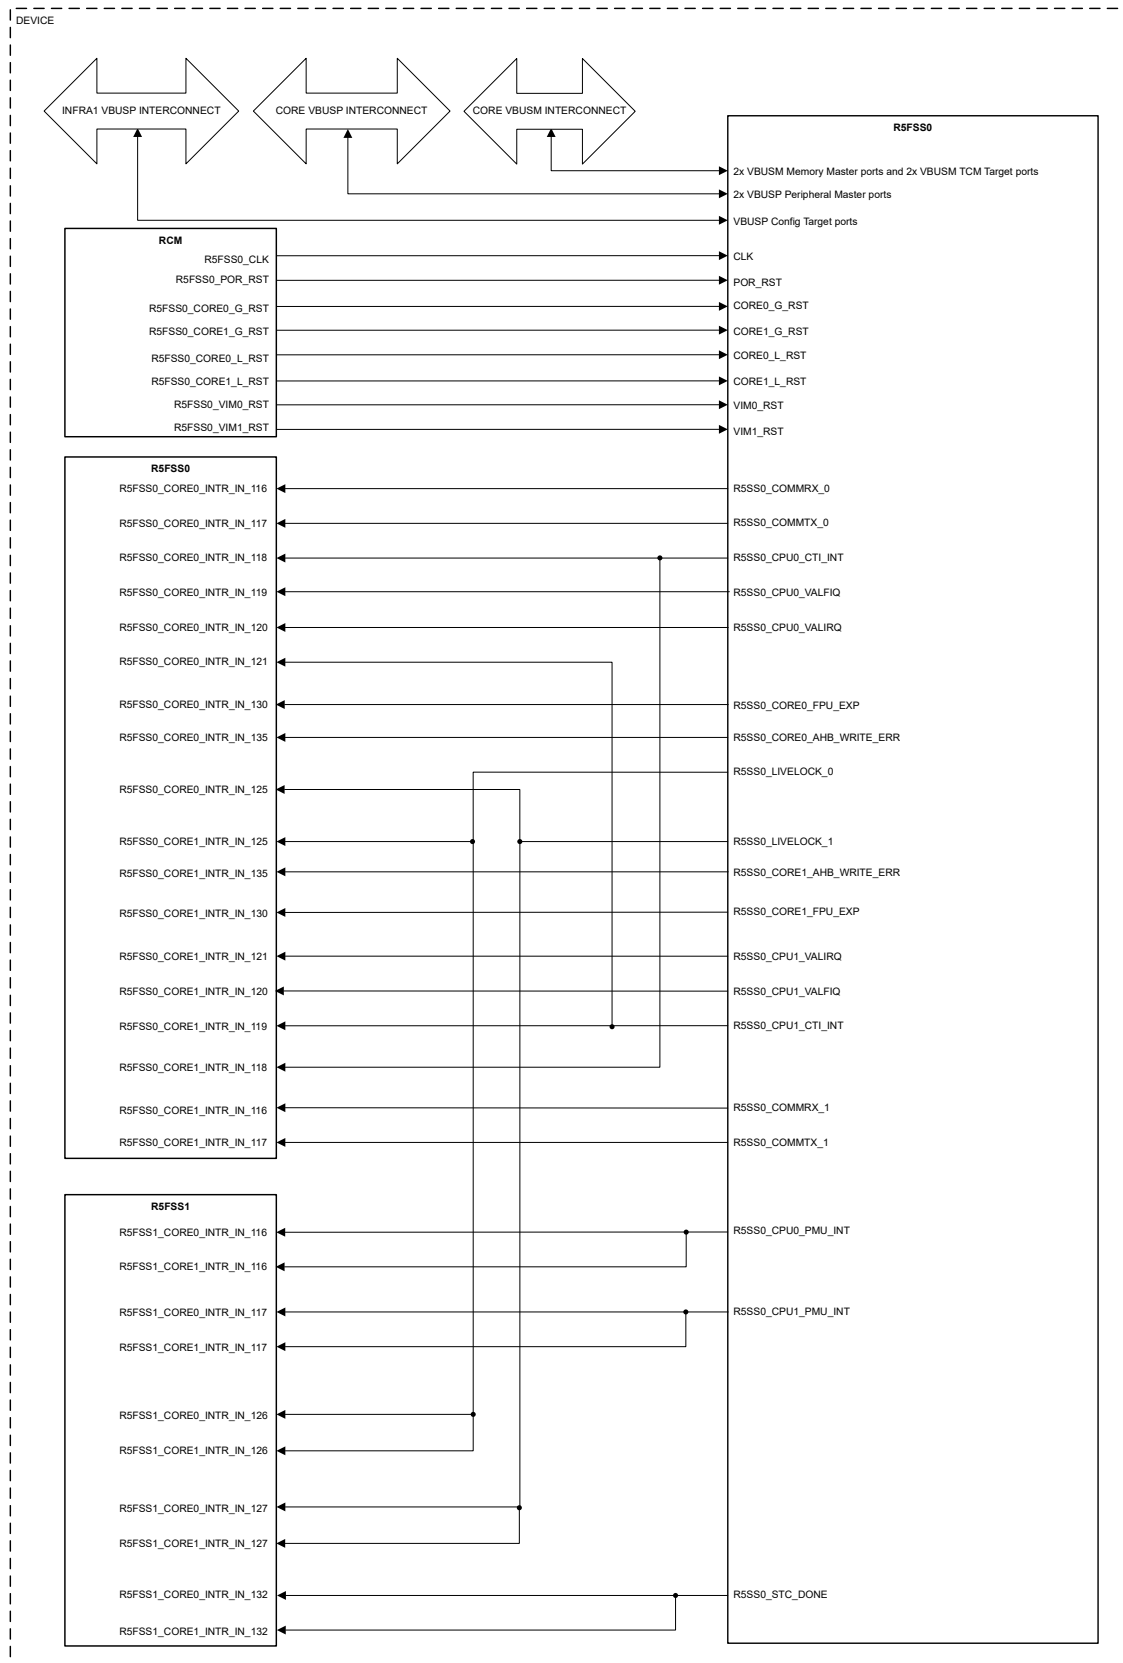 DEVICE
INFRA1 VBUSP INTERCONNECT
CORE VBUSP INTERCONNECT
CORE VBUSM INTERCONNECT
R5FSS0
2x VBUSM Memory Master ports and 2x VBUSM TCM Target ports
2x VBUSP Peripheral Master ports
VBUSP Config Target ports
CLK
POR_RST
CORE0_G_RST
CORE1_G_RST
CORE0_L_RST
CORE1_L_RST
VIM0_RST
VIM1_RST
RCM
R5FSS0_CLK
R5FSS0_POR_RST
R5FSS0_CORE0_G_RST
R5FSS0_CORE1_G_RST
R5FSS0_CORE0_L_RST
R5FSS0_CORE1_L_RST
R5FSS0_VIM0_RST
R5FSS0_VIM1_RST
R5FSS0
R5FSS0_CORE0_INTR_IN_116
R5FSS0_CORE0_INTR_IN_117
R5FSS0_CORE0_INTR_IN_118
R5FSS0_CORE0_INTR_IN_119
R5FSS0_CORE0_INTR_IN_120
R5FSS0_CORE0_INTR_IN_121
R5FSS0_CORE0_INTR_IN_130
R5FSS0_CORE0_INTR_IN_135
R5FSS0_CORE0_INTR_IN_125
R5FSS0_CORE1_INTR_IN_125
R5FSS0_CORE1_INTR_IN_135
R5FSS0_CORE1_INTR_IN_130
R5FSS0_CORE1_INTR_IN_121
R5FSS0_CORE1_INTR_IN_120
R5FSS0_CORE1_INTR_IN_119
R5FSS0_CORE1_INTR_IN_118
R5FSS0_CORE1_INTR_IN_116
R5FSS0_CORE1_INTR_IN_117
R5SS0_COMMRX_0
R5SS0_COMMTX_0
R5SS0_CPU0_CTI_INT
R5SS0_CPU0_VALFIQ
R5SS0_CPU0_VALIRQ
R5SS0_CORE0_FPU_EXP
R5SS0_CORE0_AHB_WRITE_ERR
R5SS0_LIVELOCK_0
R5SS0_LIVELOCK_1
R5SS0_CORE1_AHB_WRITE_ERR
R5SS0_CORE1_FPU_EXP
R5SS0_CPU1_VALIRQ
R5SS0_CPU1_VALFIQ
R5SS0_CPU1_CTI_INT
R5SS0_COMMRX_1
R5SS0_COMMTX_1
R5FSS1
R5FSS1_CORE0_INTR_IN_116
R5FSS1_CORE1_INTR_IN_116
R5FSS1_CORE0_INTR_IN_117
R5FSS1_CORE1_INTR_IN_117
R5FSS1_CORE0_INTR_IN_126
R5FSS1_CORE1_INTR_IN_126
R5FSS1_CORE0_INTR_IN_127
R5FSS1_CORE1_INTR_IN_127
R5FSS1_CORE0_INTR_IN_132
R5FSS1_CORE1_INTR_IN_132
R5SS0_CPU0_PMU_INT
R5SS0_CPU1_PMU_INT
R5SS0_STC_DONE